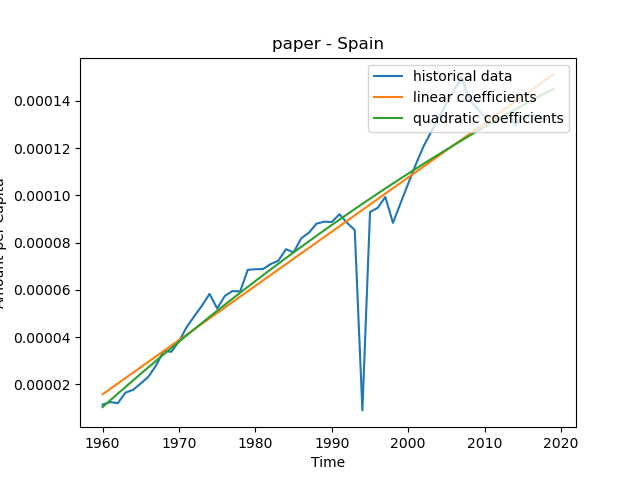 paper - Spain
historical data
linear coefficients
quadratic coefficients
0.00014
0.00012
0.00010
0.00008
0.00006
0.00004
0.00002
Amount per Capita
1960 1970 1980 1990 2000 2010 2020
Time